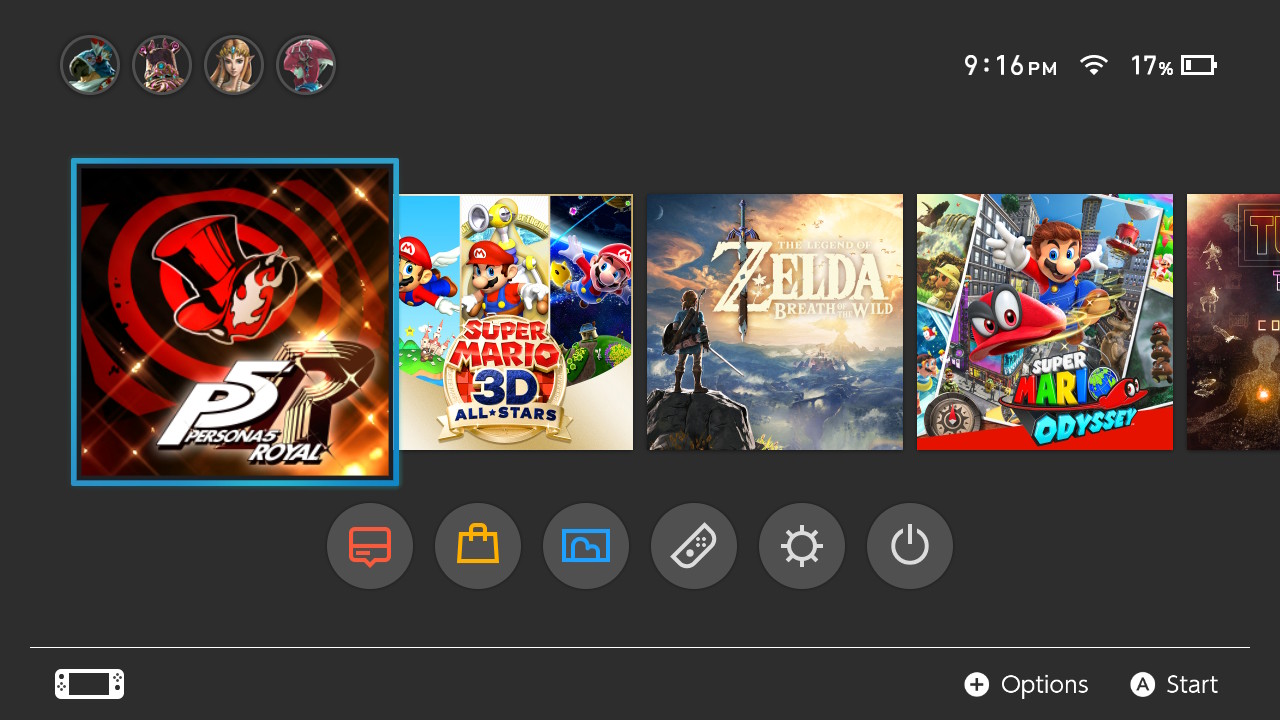 9:16PM 17%
P5R
PERSONA5
ROYAL
SUPER
MARIO
3D
ALL★STARS
THE LEGEND OF
ZELDA
BREATH OF THE WILD
SUPER
MARIO
ODYSSEY
Options
A Start